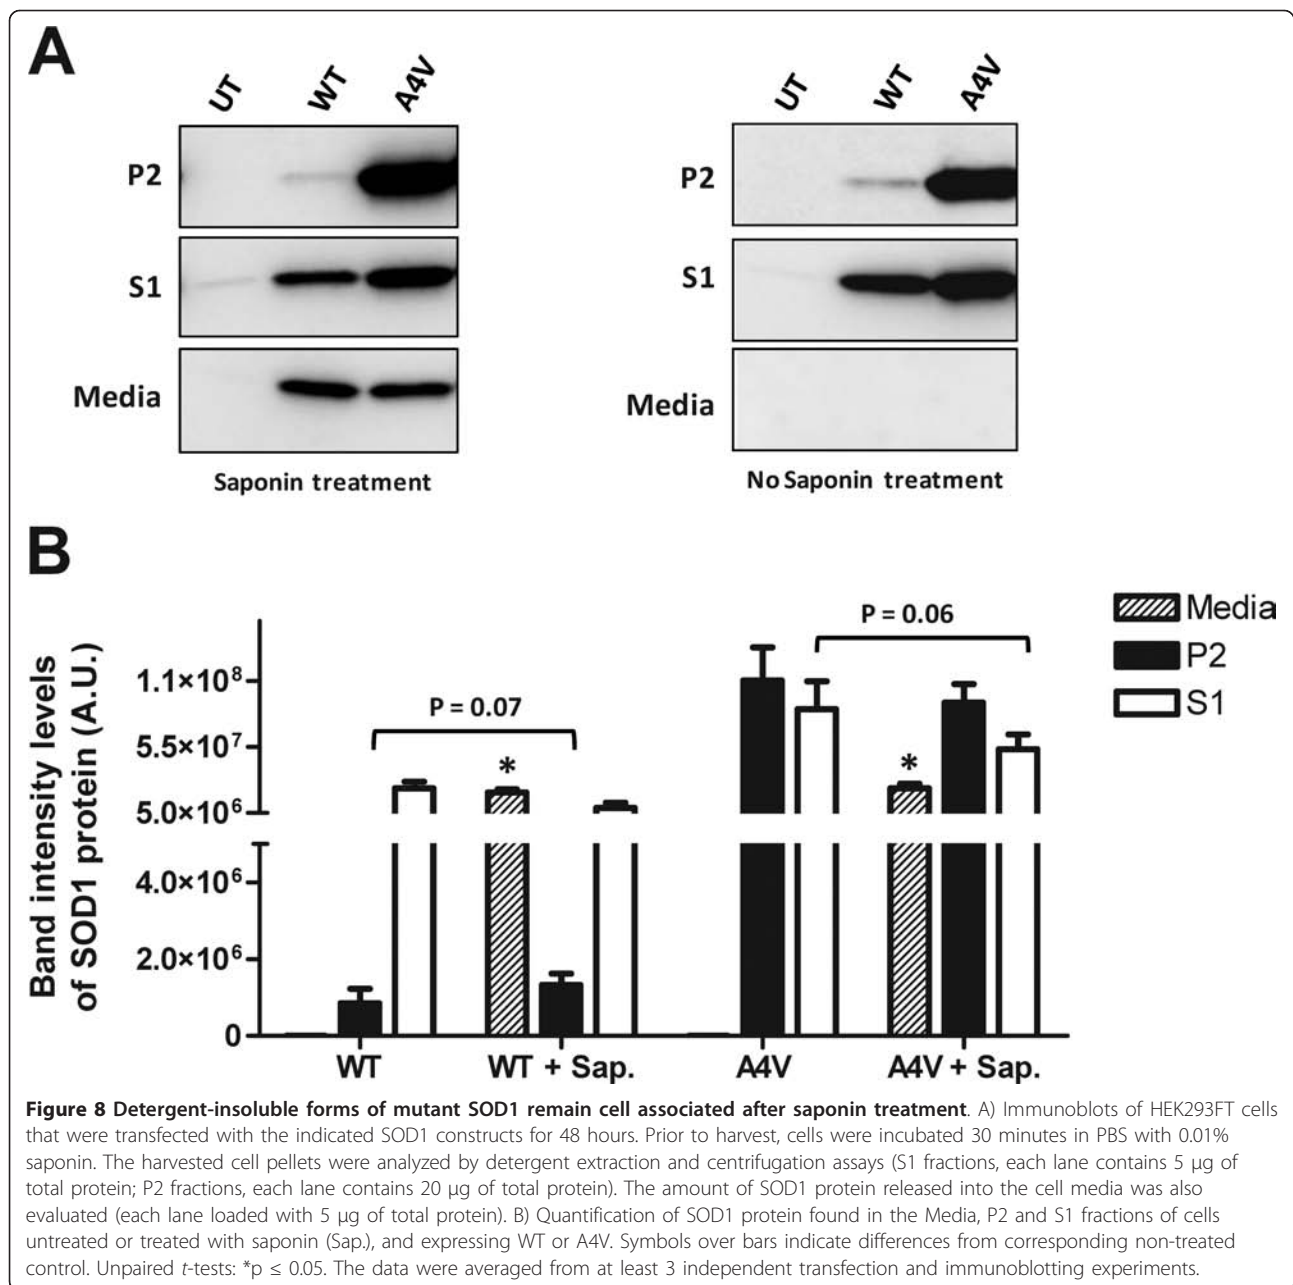 A
UT WT A4V
P2
S1
Media
Saponin treatment
UT WT A4V
P2
S1
Media
No Saponin treatment
B
Band intensity levels
of SOD1 protein (A.U.)
1.1×10⁸
5.5×10⁷
5.0×10⁶
4.0×10⁶
2.0×10⁶
0
P = 0.07
*
P = 0.06
*
WT WT + Sap. A4V A4V + Sap.
Media
P2
S1
Figure 8 Detergent-insoluble forms of mutant SOD1 remain cell associated after saponin treatment. A) Immunoblots of HEK293FT cells
that were transfected with the indicated SOD1 constructs for 48 hours. Prior to harvest, cells were incubated 30 minutes in PBS with 0.01%
saponin. The harvested cell pellets were analyzed by detergent extraction and centrifugation assays (S1 fractions, each lane contains 5 μg of
total protein; P2 fractions, each lane contains 20 μg of total protein). The amount of SOD1 protein released into the cell media was also
evaluated (each lane loaded with 5 μg of total protein). B) Quantification of SOD1 protein found in the Media, P2 and S1 fractions of cells
untreated or treated with saponin (Sap.), and expressing WT or A4V. Symbols over bars indicate differences from corresponding non-treated
control. Unpaired t-tests: *p ≤ 0.05. The data were averaged from at least 3 independent transfection and immunoblotting experiments.